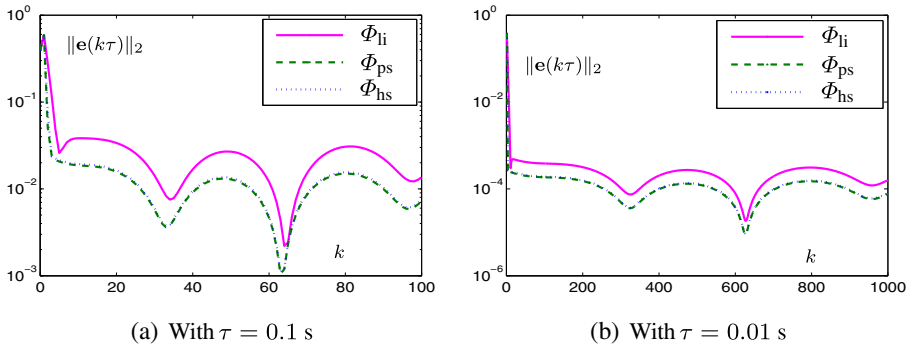 10⁰
10⁻¹
10⁻²
10⁻³
‖e(kτ)‖₂
Φ_li
Φ_ps
Φ_hs
k
0 20 40 60 80 100
(a) With τ = 0.1 s
10⁰
10⁻²
10⁻⁴
10⁻⁶
‖e(kτ)‖₂
Φ_li
Φ_ps
Φ_hs
k
0 200 400 600 800 1000
(b) With τ = 0.01 s